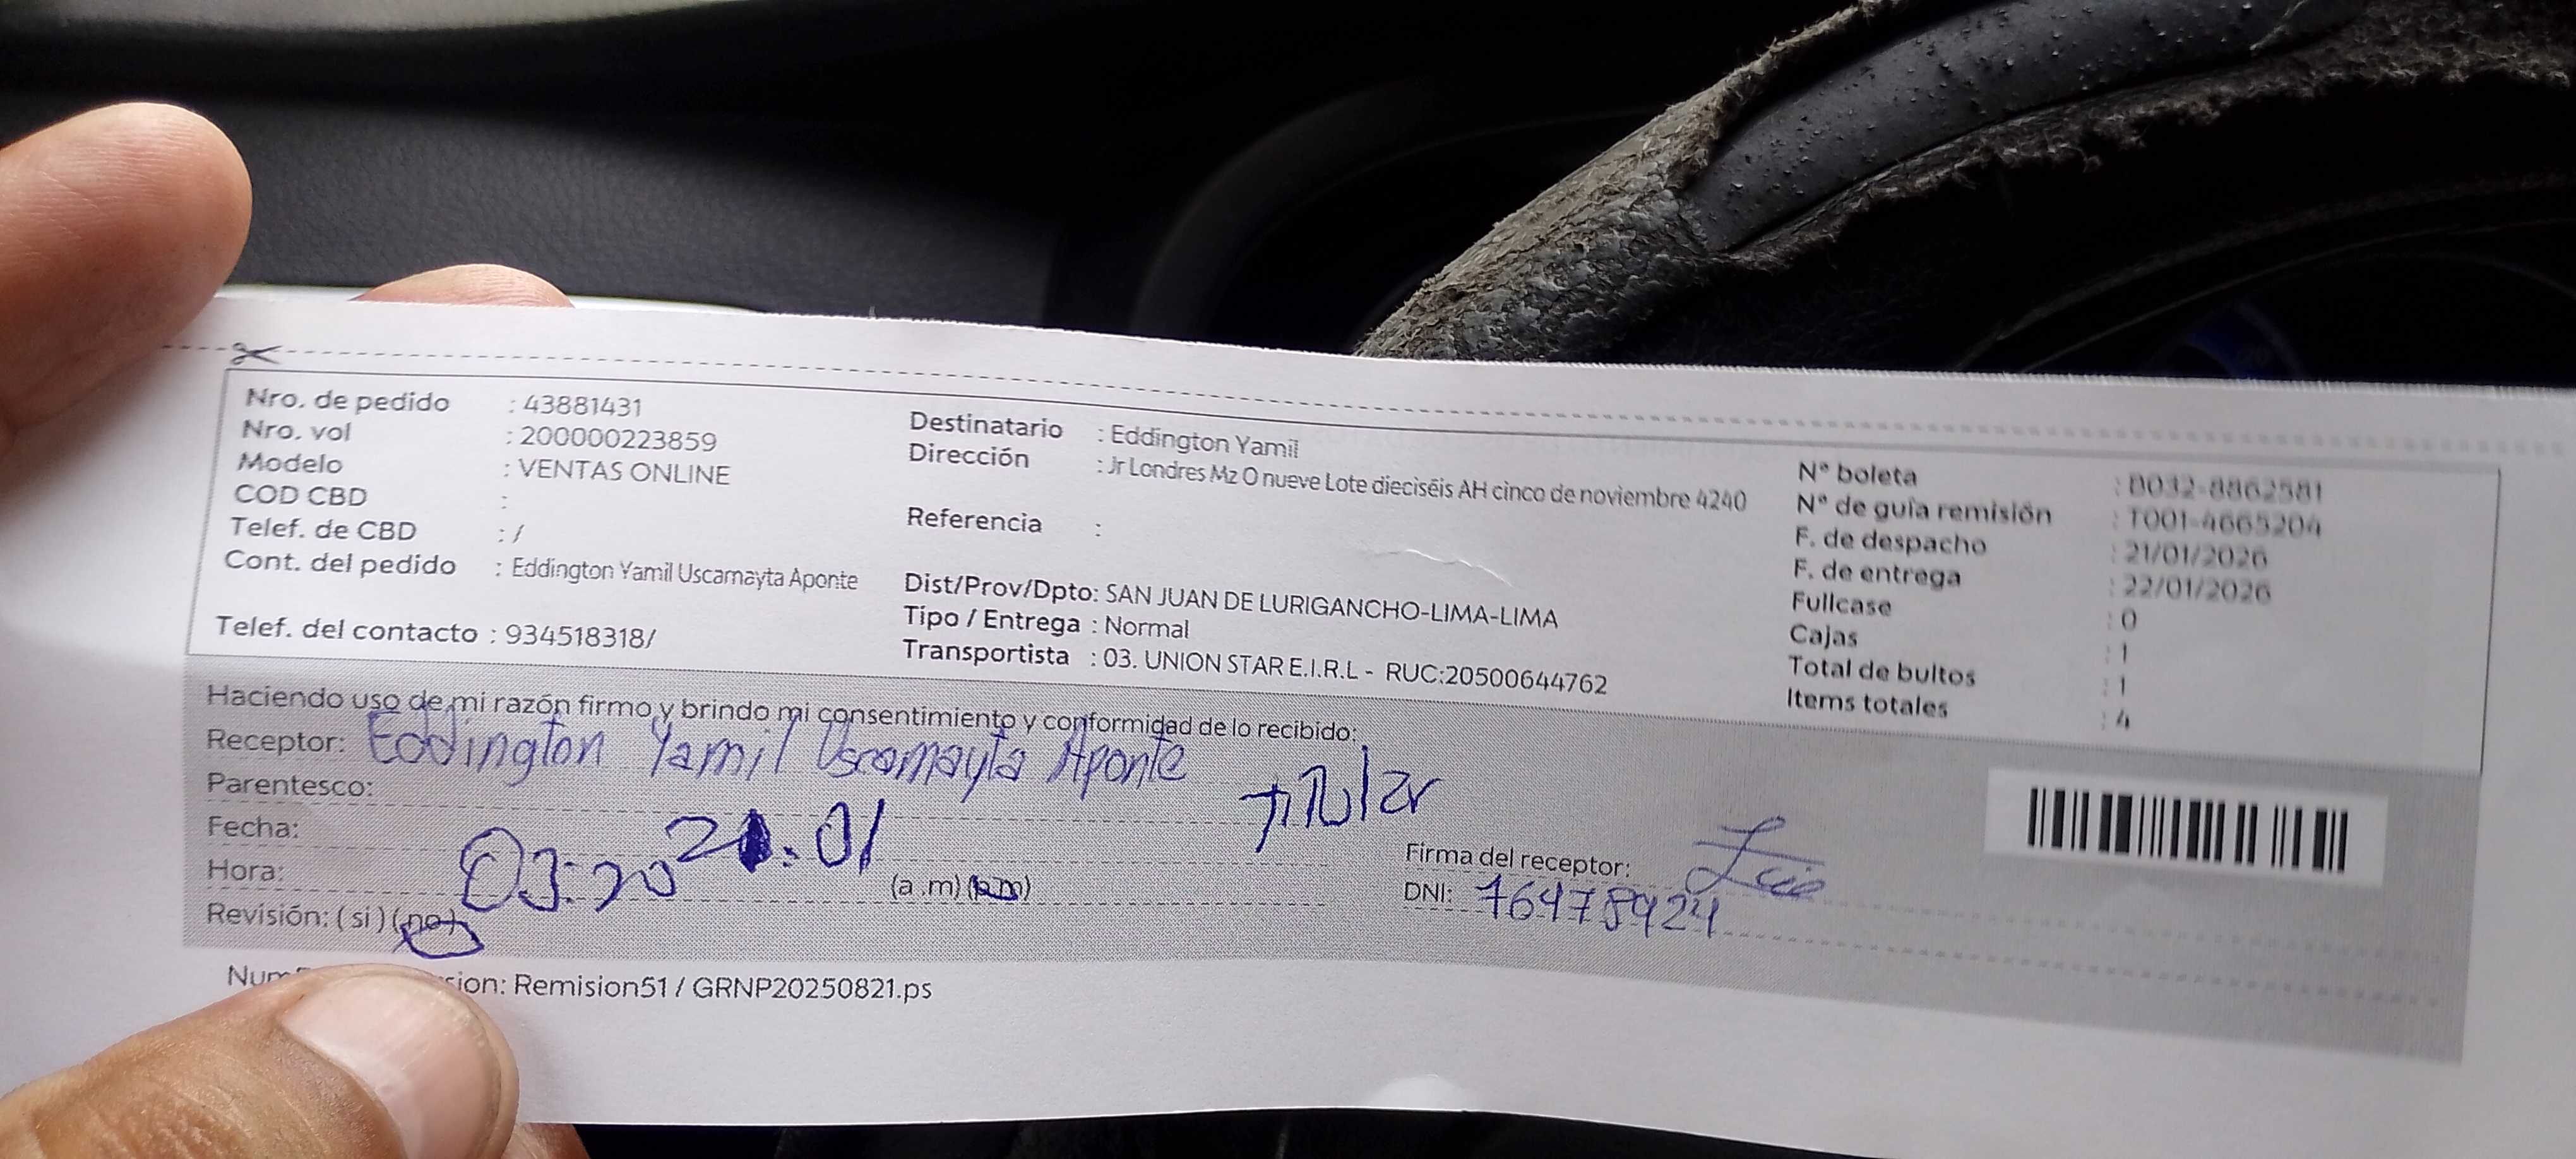 Nro. de pedido : 43881431
Nro. vol : 200000223859
Modelo : VENTAS ONLINE
COD CBD :
Telef. de CBD : /
Cont. del pedido : Eddington Yamil Uscamayta Aponte
Telef. del contacto : 934518318/
Destinatario : Eddington Yamil
Dirección : Jr Londres Mz O nueve Lote dieciséis AH cinco de noviembre 4240
Referencia :
Dist/Prov/Dpto: SAN JUAN DE LURIGANCHO-LIMA-LIMA
Tipo / Entrega : Normal
Transportista : 03. UNION STAR E.I.R.L - RUC:20500644762
N° boleta : B032-8862581
N° de guía remisión : T001-4665204
F. de despacho : 21/01/2026
F. de entrega : 22/01/2026
Fullcase : 0
Cajas : 1
Total de bultos : 1
Items totales : 4
Haciendo uso de mi razón firmo y brindo mi consentimiento y conformidad de lo recibido:
Receptor: Eddington Yamil Uscamayta Aponte
Parentesco: titular
Fecha: 21.01
Hora: 03:20 (a .m) (p.m)
Revisión: ( si ) ( no )
Firma del receptor:
DNI: 76478924
sion: Remision51 / GRNP20250821.ps